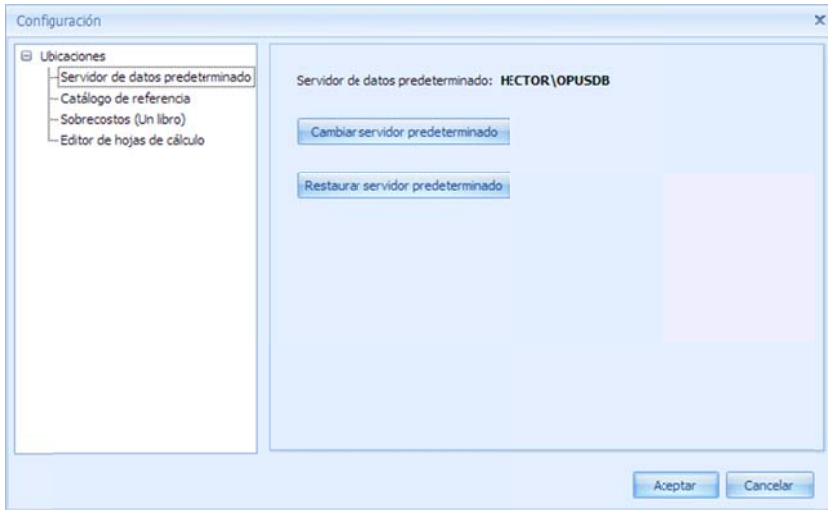 Configuración
Ubicaciones
Servidor de datos predeterminado
Catálogo de referencia
Sobrecostos (Un libro)
Editor de hojas de cálculo
Servidor de datos predeterminado: HECTOR\OPUSDB
Cambiar servidor predeterminado
Restaurar servidor predeterminado
Aceptar
Cancelar